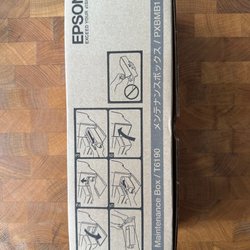 EPSON
EXCEED YOUR VISION
Maintenance Box / T6190
メンテナンスボックス / PXBMB1